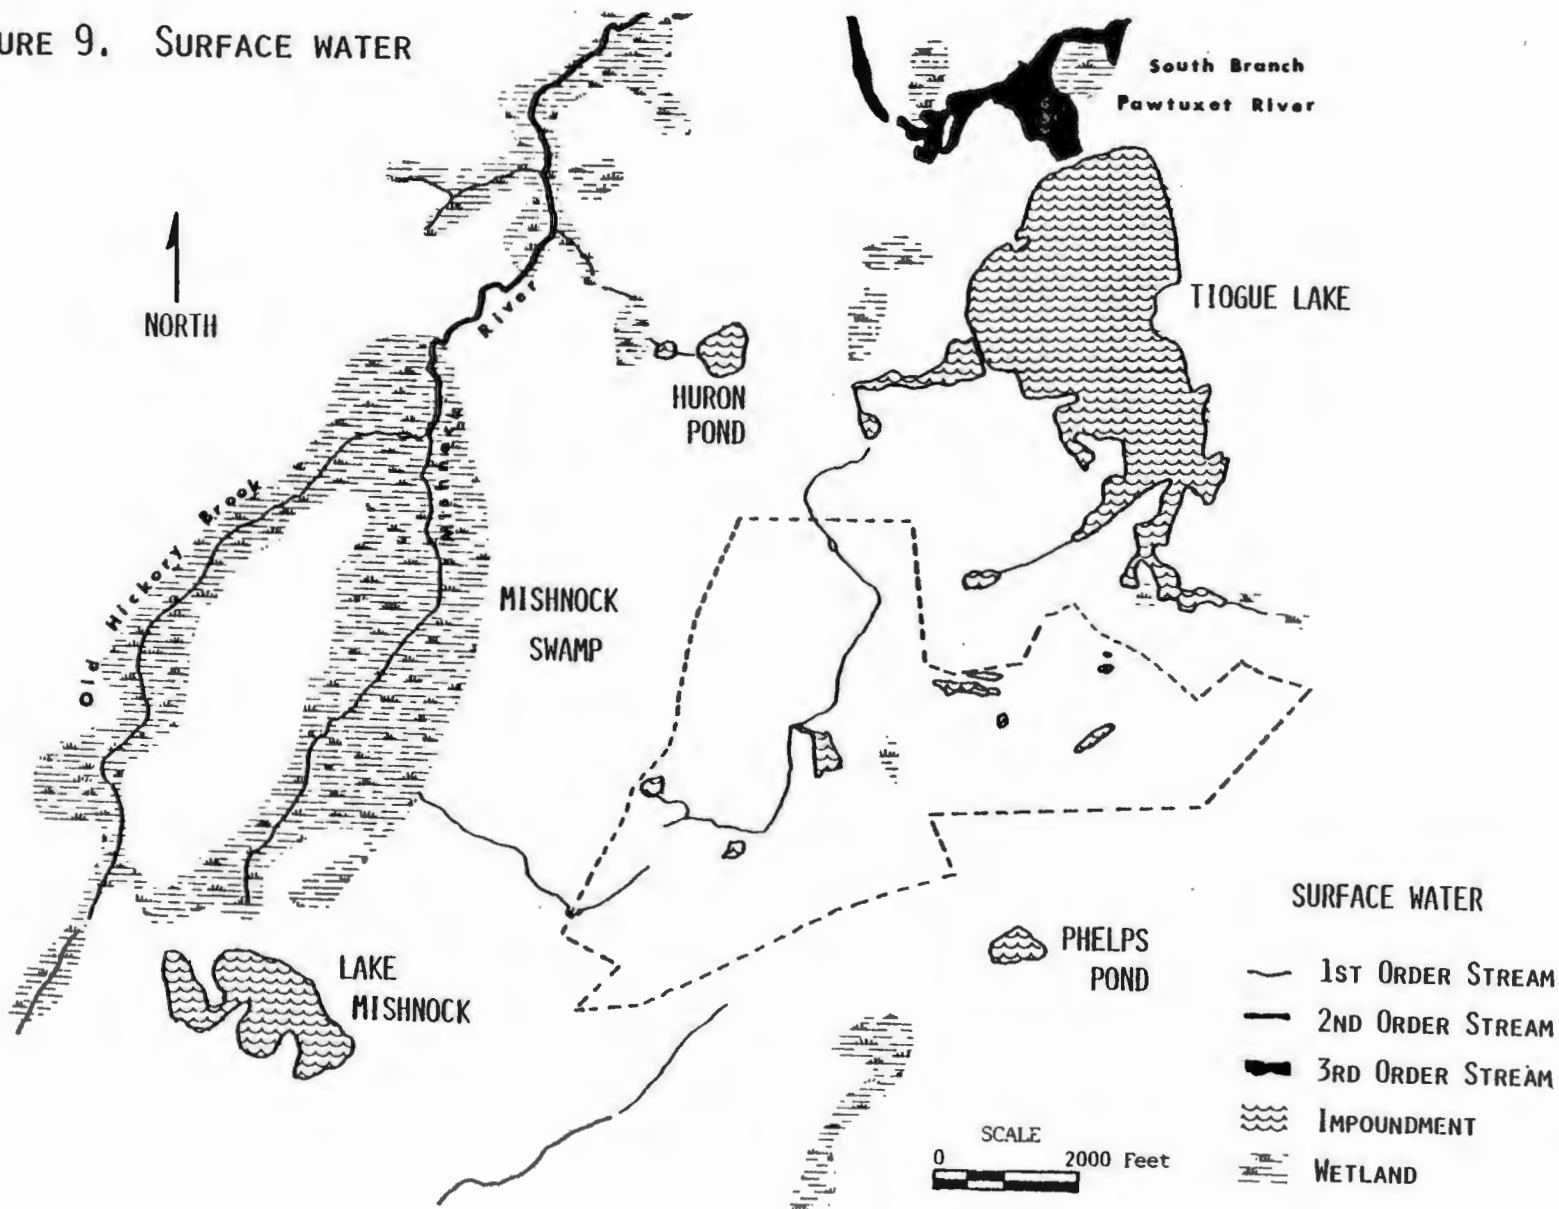 URE 9. SURFACE WATER
South Branch
Pawtuxet River
NORTH
River
TIOGUE LAKE
HURON
POND
Mishnock
Old Hickory Brook
MISHNOCK
SWAMP
LAKE
MISHNOCK
PHELPS
POND
SURFACE WATER
1ST ORDER STREAM
2ND ORDER STREAM
3RD ORDER STREAM
IMPOUNDMENT
WETLAND
SCALE
0 2000 Feet